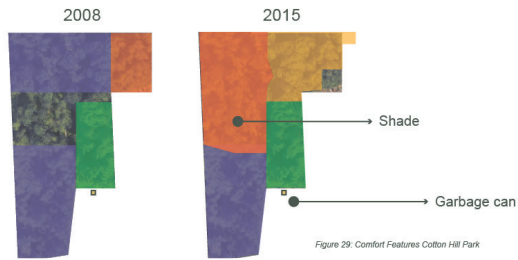 2008
2015
Shade
Garbage can
Figure 29: Comfort Features Cotton Hill Park